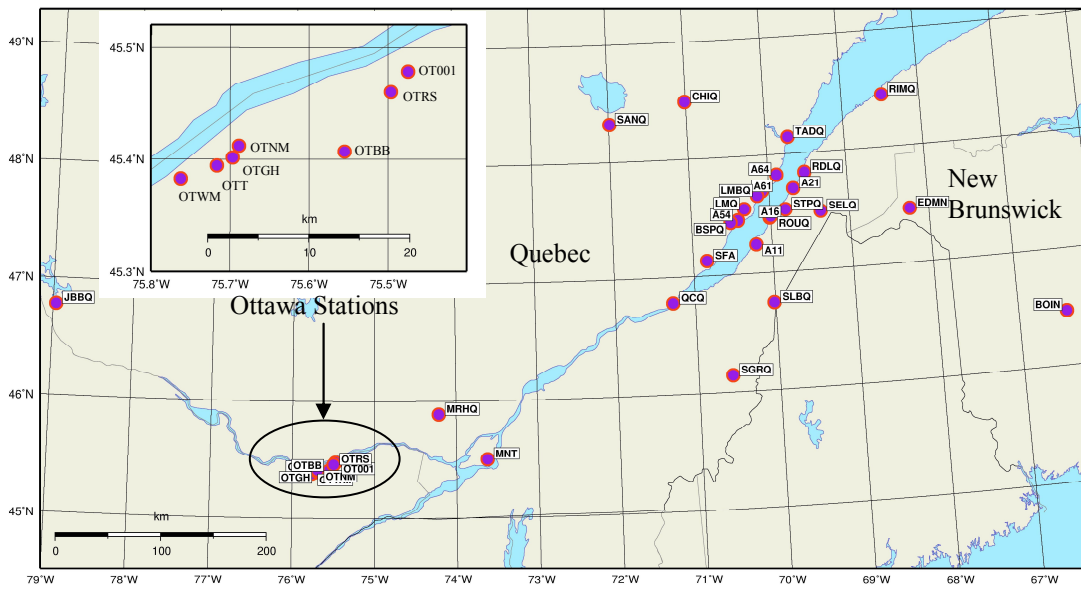 49˚N
48˚N
47˚N
46˚N
45˚N
79˚W
78˚W
77˚W
76˚W
75˚W
74˚W
73˚W
72˚W
71˚W
70˚W
69˚W
68˚W
67˚W
45.5˚N
45.4˚N
45.3˚N
75.8˚W
75.7˚W
75.6˚W
75.5˚W
OT001
OTRS
OTBB
OTNM
OTGH
OTT
OTWM
km
0 10 20
Ottawa Stations
Quebec
New
Brunswick
JBBQ
SANQ
CHIQ
RIMQ
TADQ
A64
RDLQ
A61
A21
LMBQ
LMQ
STPQ
SELQ
EDMN
A54
A16
BSPQ
ROUQ
A11
SFA
QCQ
SLBQ
BOIN
SGRQ
MRHQ
MNT
OTRS
OTBB
OT001
OTGH
OTNM
km
0 100 200